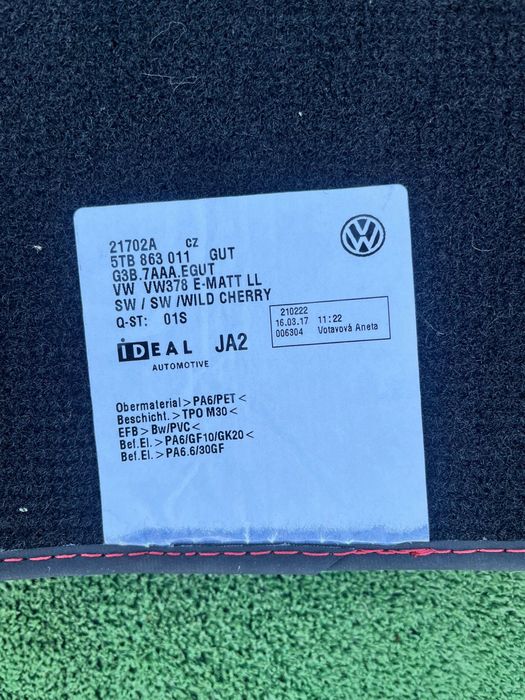 21702A CZ
5TB 863 011 GUT
G3B.7AAA.EGUT
VW VW378 E-MATT LL
SW / SW /WILD CHERRY
Q-ST: 01S
210222
16.03.17 11:22
006304 Votavová Aneta
iDEAL JA2
AUTOMOTIVE
Obermaterial > PA6/PET <
Beschicht. > TPO M30 <
EFB > Bw/PVC <
Bef.El. > PA6/GF10/GK20 <
Bef.El. > PA6.6/30GF